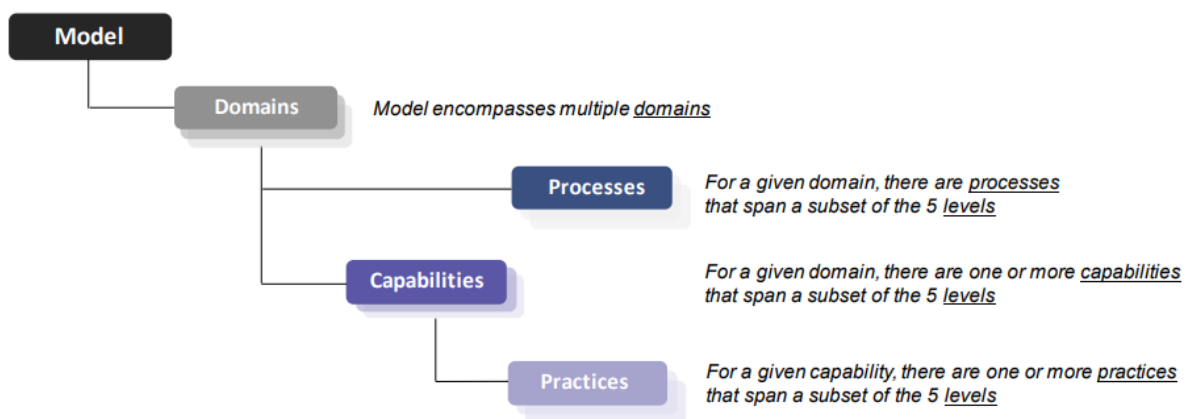 Model
Domains
Model encompasses multiple domains
Processes
For a given domain, there are processes
that span a subset of the 5 levels
Capabilities
For a given domain, there are one or more capabilities
that span a subset of the 5 levels
Practices
For a given capability, there are one or more practices
that span a subset of the 5 levels